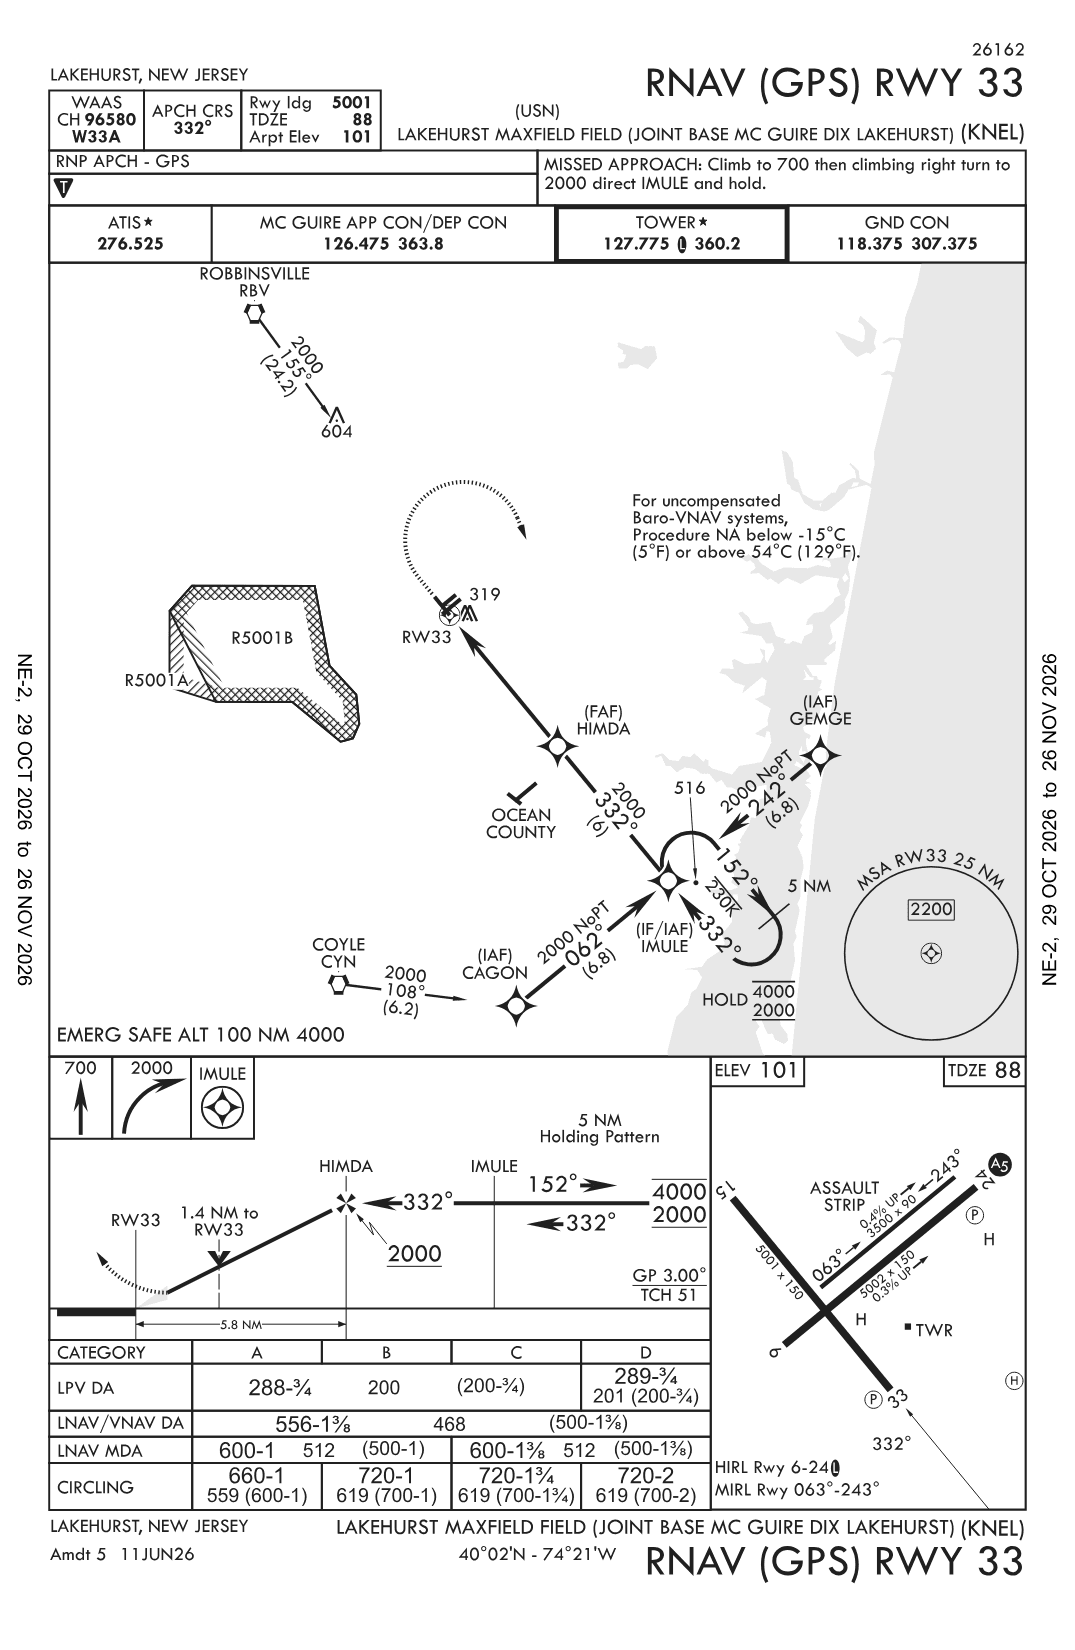 26162
LAKEHURST, NEW JERSEY
RNAV (GPS) RWY 33
WAAS
CH 96580
W33A
APCH CRS
332°
Rwy ldg 5001
TDZE 88
Arpt Elev 101
(USN)
LAKEHURST MAXFIELD FIELD (JOINT BASE MC GUIRE DIX LAKEHURST) (KNEL)
RNP APCH - GPS
T
MISSED APPROACH: Climb to 700 then climbing right turn to
2000 direct IMULE and hold.
ATIS★
276.525
MC GUIRE APP CON/DEP CON
126.475 363.8
TOWER★
127.775 L 360.2
GND CON
118.375 307.375
ROBBINSVILLE
RBV
2000
155°
(24.2)
604
For uncompensated
Baro-VNAV systems,
Procedure NA below -15°C
(5°F) or above 54°C (129°F).
319
RW33
R5001B
R5001A
(FAF)
HIMDA
(IAF)
GEMGE
2000 NoPT
242°
(6.8)
516
2000
332°
(6)
OCEAN
COUNTY
152°
230K
5 NM
332°
(IF/IAF)
IMULE
MSA RW33 25 NM
2200
2000 NoPT
062°
(6.8)
(IAF)
CAGON
COYLE
CYN
2000
108°
(6.2)
HOLD 4000
2000
EMERG SAFE ALT 100 NM 4000
NE-2, 29 OCT 2026 to 26 NOV 2026
NE-2, 29 OCT 2026 to 26 NOV 2026
700
2000
IMULE
5 NM
Holding Pattern
HIMDA
IMULE
152°
332°
332°
4000
2000
RW33
1.4 NM to
RW33
2000
GP 3.00°
TCH 51
5.8 NM
ELEV 101
TDZE 88
ASSAULT
STRIP
0.4% UP
3500 x 90
243°
063°
A5
24
15
P
H
5001 x 150
5002 x 150
0.3% UP
H
TWR
6
H
P
33
332°
HIRL Rwy 6-24 L
MIRL Rwy 063°-243°
CATEGORY A B C D
LPV DA 288-¾ 200 (200-¾) 289-¾
201 (200-¾)
LNAV/VNAV DA 556-1⅜ 468 (500-1⅜)
LNAV MDA 600-1 512 (500-1) 600-1⅜ 512 (500-1⅜)
CIRCLING 660-1 720-1 720-1¾ 720-2
559 (600-1) 619 (700-1) 619 (700-1¾) 619 (700-2)
LAKEHURST, NEW JERSEY
LAKEHURST MAXFIELD FIELD (JOINT BASE MC GUIRE DIX LAKEHURST) (KNEL)
Amdt 5 11JUN26
40°02'N - 74°21'W
RNAV (GPS) RWY 33